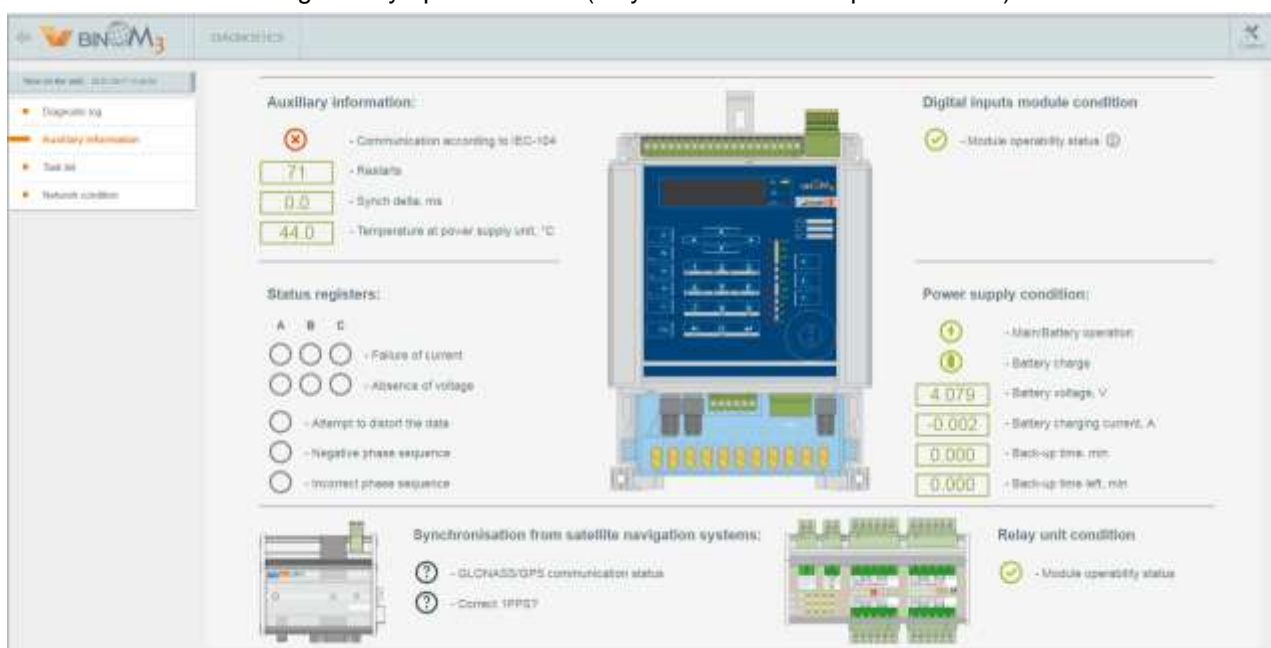 BINOM3
DIAGNOSTICS
Diagnostic log
Auxiliary information
Task list
Network condition
Auxiliary information:
- Communication according to IEC-104
71 - Restarts
0.0 - Synch delta, ms
44.0 - Temperature at power supply unit, °C
Status registers:
A B C
- Failure of current
- Absence of voltage
- Attempt to distort the data
- Negative phase sequence
- Incorrect phase sequence
Digital inputs module condition
- Module operability status
Power supply condition:
- Main/Battery operation
- Battery charge
4.079 - Battery voltage, V
-0.002 - Battery charging current, A
0.000 - Back-up time, min
0.000 - Back-up time left, min
Synchronisation from satellite navigation systems:
- GLONASS/GPS communication status
- Correct 1PPS?
Relay unit condition
- Module operability status